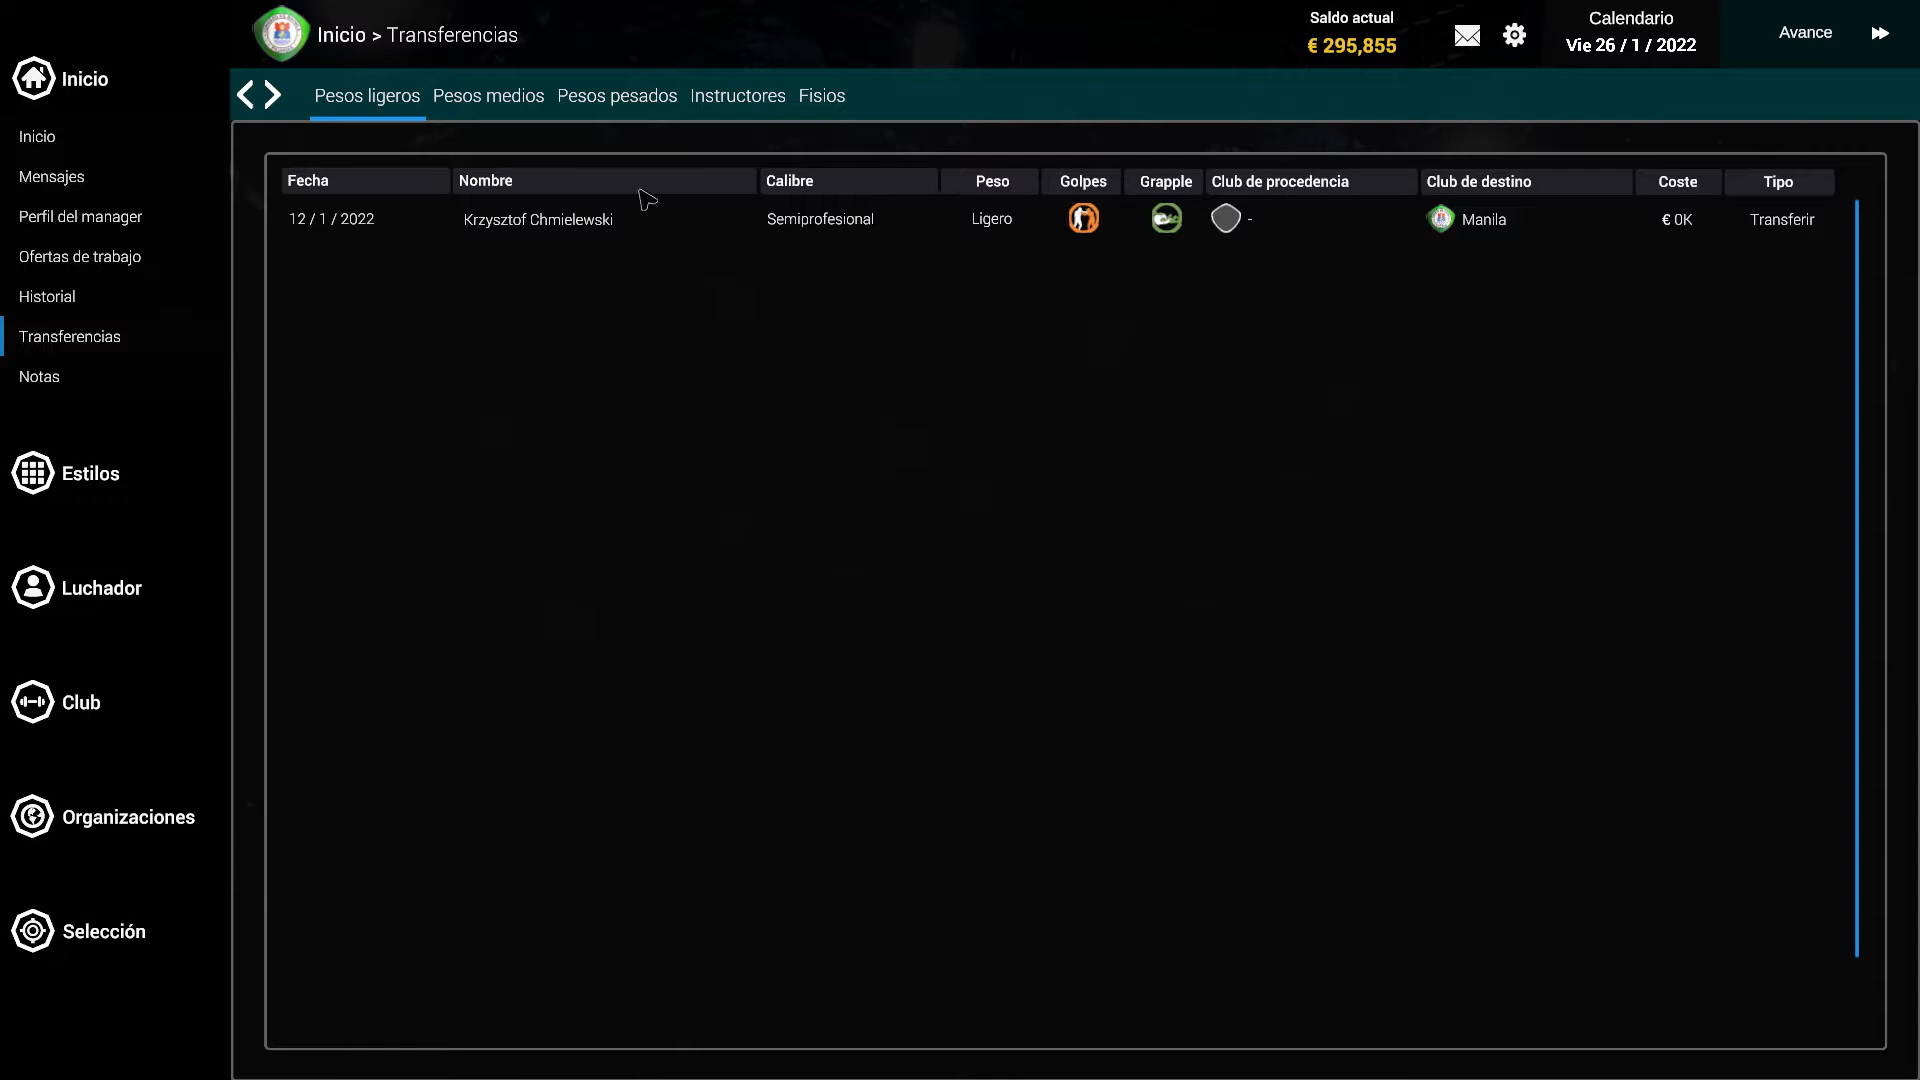 Inicio > Transferencias
Saldo actual
€ 295,855
Calendario
Vie 26 / 1 / 2022
Avance
Inicio
Inicio
Mensajes
Perfil del manager
Ofertas de trabajo
Historial
Transferencias
Notas
Estilos
Luchador
Club
Organizaciones
Selección
Pesos ligeros Pesos medios Pesos pesados Instructores Fisios
Fecha Nombre Calibre Peso Golpes Grapple Club de procedencia Club de destino Coste Tipo
12 / 1 / 2022 Krzysztof Chmielewski Semiprofesional Ligero - Manila € 0K Transferir